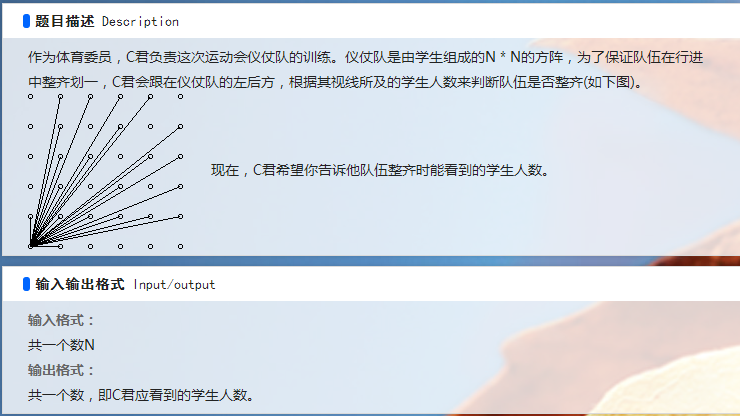 题目描述 Description
作为体育委员，C君负责这次运动会仪仗队的训练。仪仗队是由学生组成的N * N的方阵，为了保证队伍在行进
中整齐划一，C君会跟在仪仗队的左后方，根据其视线所及的学生人数来判断队伍是否整齐(如下图)。
现在，C君希望你告诉他队伍整齐时能看到的学生人数。
输入输出格式 Input/output
输入格式：
共一个数N
输出格式：
共一个数，即C君应看到的学生人数。